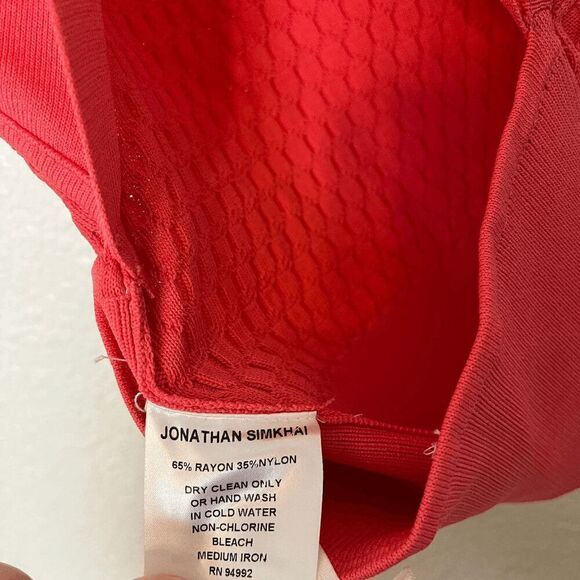 JONATHAN SIMKHAI
65% RAYON 35%NYLON
DRY CLEAN ONLY
OR HAND WASH
IN COLD WATER
NON-CHLORINE
BLEACH
MEDIUM IRON
RN 94992